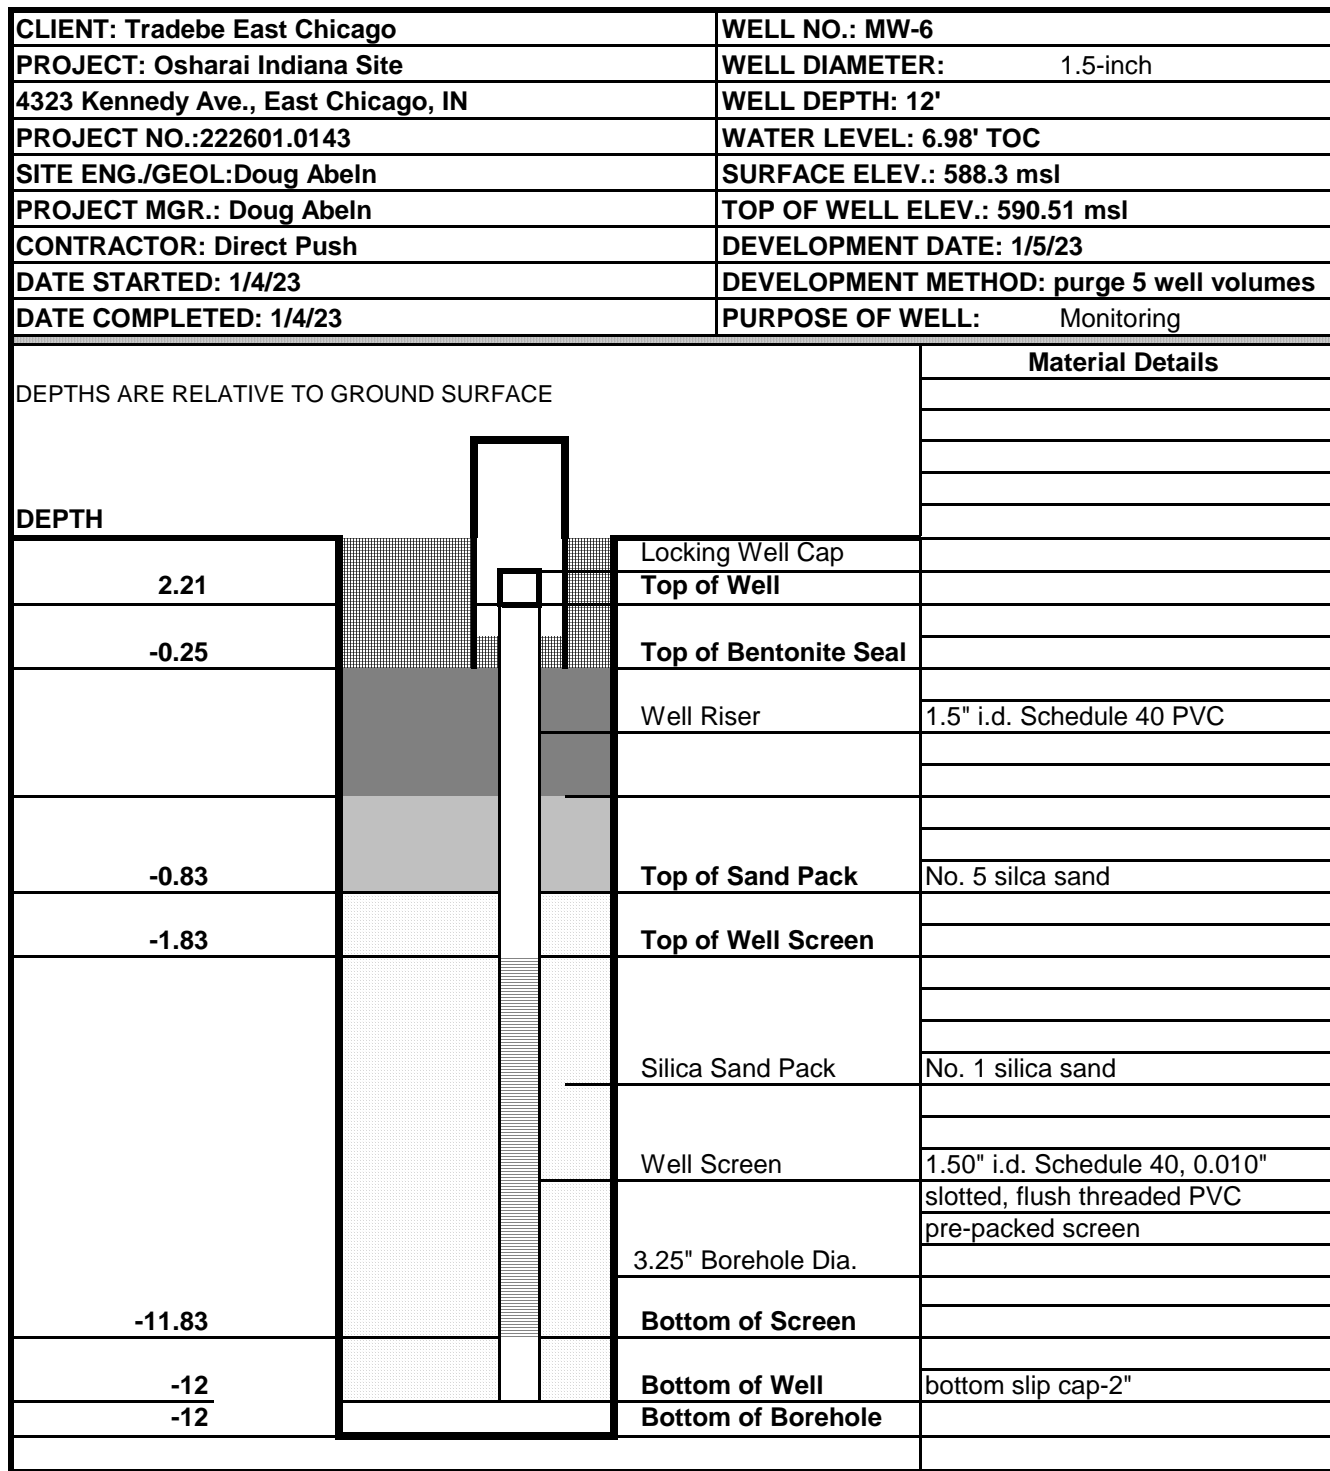 CLIENT: Tradebe East Chicago
WELL NO.: MW-6
PROJECT: Osharai Indiana Site
WELL DIAMETER: 1.5-inch
4323 Kennedy Ave., East Chicago, IN
WELL DEPTH: 12'
PROJECT NO.:222601.0143
WATER LEVEL: 6.98' TOC
SITE ENG./GEOL:Doug Abeln
SURFACE ELEV.: 588.3 msl
PROJECT MGR.: Doug Abeln
TOP OF WELL ELEV.: 590.51 msl
CONTRACTOR: Direct Push
DEVELOPMENT DATE: 1/5/23
DATE STARTED: 1/4/23
DEVELOPMENT METHOD: purge 5 well volumes
DATE COMPLETED: 1/4/23
PURPOSE OF WELL: Monitoring
Material Details
DEPTHS ARE RELATIVE TO GROUND SURFACE
DEPTH
Locking Well Cap
2.21 Top of Well
-0.25 Top of Bentonite Seal
Well Riser 1.5" i.d. Schedule 40 PVC
-0.83 Top of Sand Pack No. 5 silca sand
-1.83 Top of Well Screen
Silica Sand Pack No. 1 silica sand
Well Screen 1.50" i.d. Schedule 40, 0.010"
slotted, flush threaded PVC
pre-packed screen
3.25" Borehole Dia.
-11.83 Bottom of Screen
-12 Bottom of Well bottom slip cap-2"
-12 Bottom of Borehole